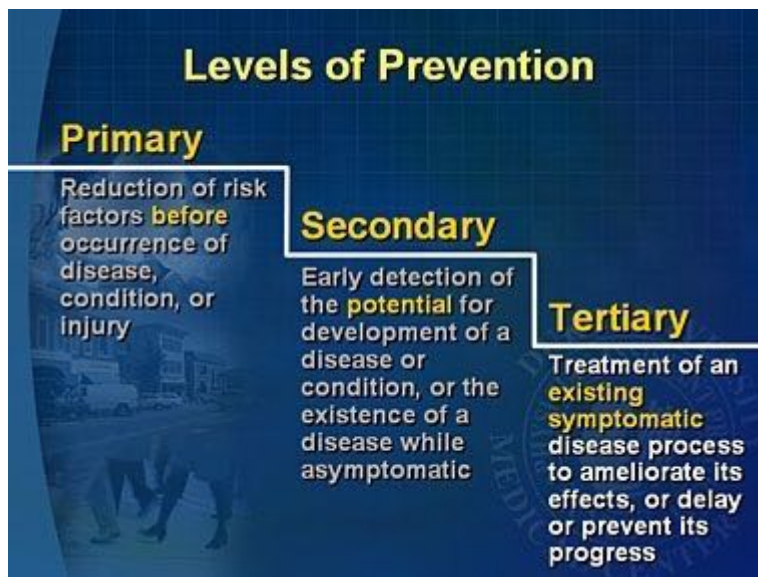 Levels of Prevention
Primary
Reduction of risk
factors before
occurrence of
disease,
condition, or
injury
Secondary
Early detection of
the potential for
development of a
disease or
condition, or the
existence of a
disease while
asymptomatic
Tertiary
Treatment of an
existing
symptomatic
disease process
to ameliorate its
effects, or delay
or prevent its
progress